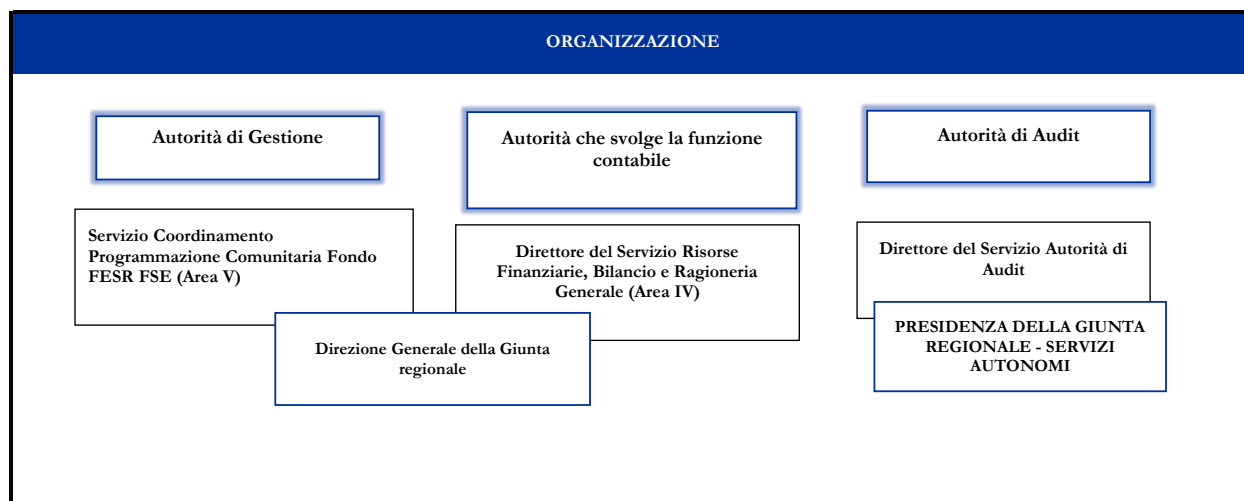 ORGANIZZAZIONE
Autorità di Gestione
Autorità che svolge la funzione
contabile
Autorità di Audit
Servizio Coordinamento
Programmazione Comunitaria Fondo
FESR FSE (Area V)
Direttore del Servizio Risorse
Finanziarie, Bilancio e Ragioneria
Generale (Area IV)
Direttore del Servizio Autorità di
Audit
Direzione Generale della Giunta
regionale
PRESIDENZA DELLA GIUNTA
REGIONALE - SERVIZI
AUTONOMI